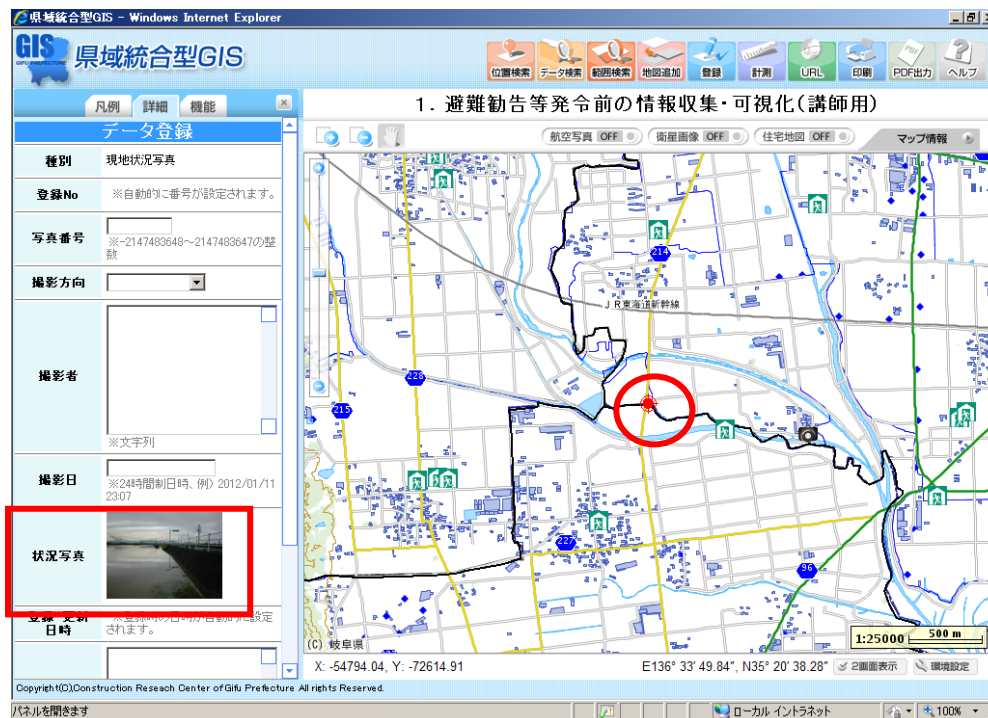 県域統合型GIS - Windows Internet Explorer
GIS
GIFU PREFECTURE
県域統合型GIS
位置検索
データ検索
範囲検索
地図追加
登録
計測
URL
印刷
PDF出力
ヘルプ
凡例
詳細
機能
1. 避難勧告等発令前の情報収集・可視化(講師用)
データ登録
航空写真 OFF
衛星画像 OFF
住宅地図 OFF
マップ情報
種別
現地状況写真
登録No
※自動的に番号が設定されます。
写真番号
※-2147483648～2147483647の整
数
撮影方向
撮影者
※文字列
撮影日
※24時間制日時、例) 2012/01/11
23:07
状況写真
登録・更新
日時
※登録時の日時が自動的に設定
されます。
214
JR東海道新幹線
228
215
227
96
(C) 岐阜県
1:25000
500 m
X: -54794.04, Y: -72614.91
E136° 33' 49.84", N35° 20' 38.28"
2画面表示
環境設定
Copyright(C),Construction Reseach Center of Gifu Prefecture All rights Reserved.
パネルを開きます
ローカル イントラネット
100%